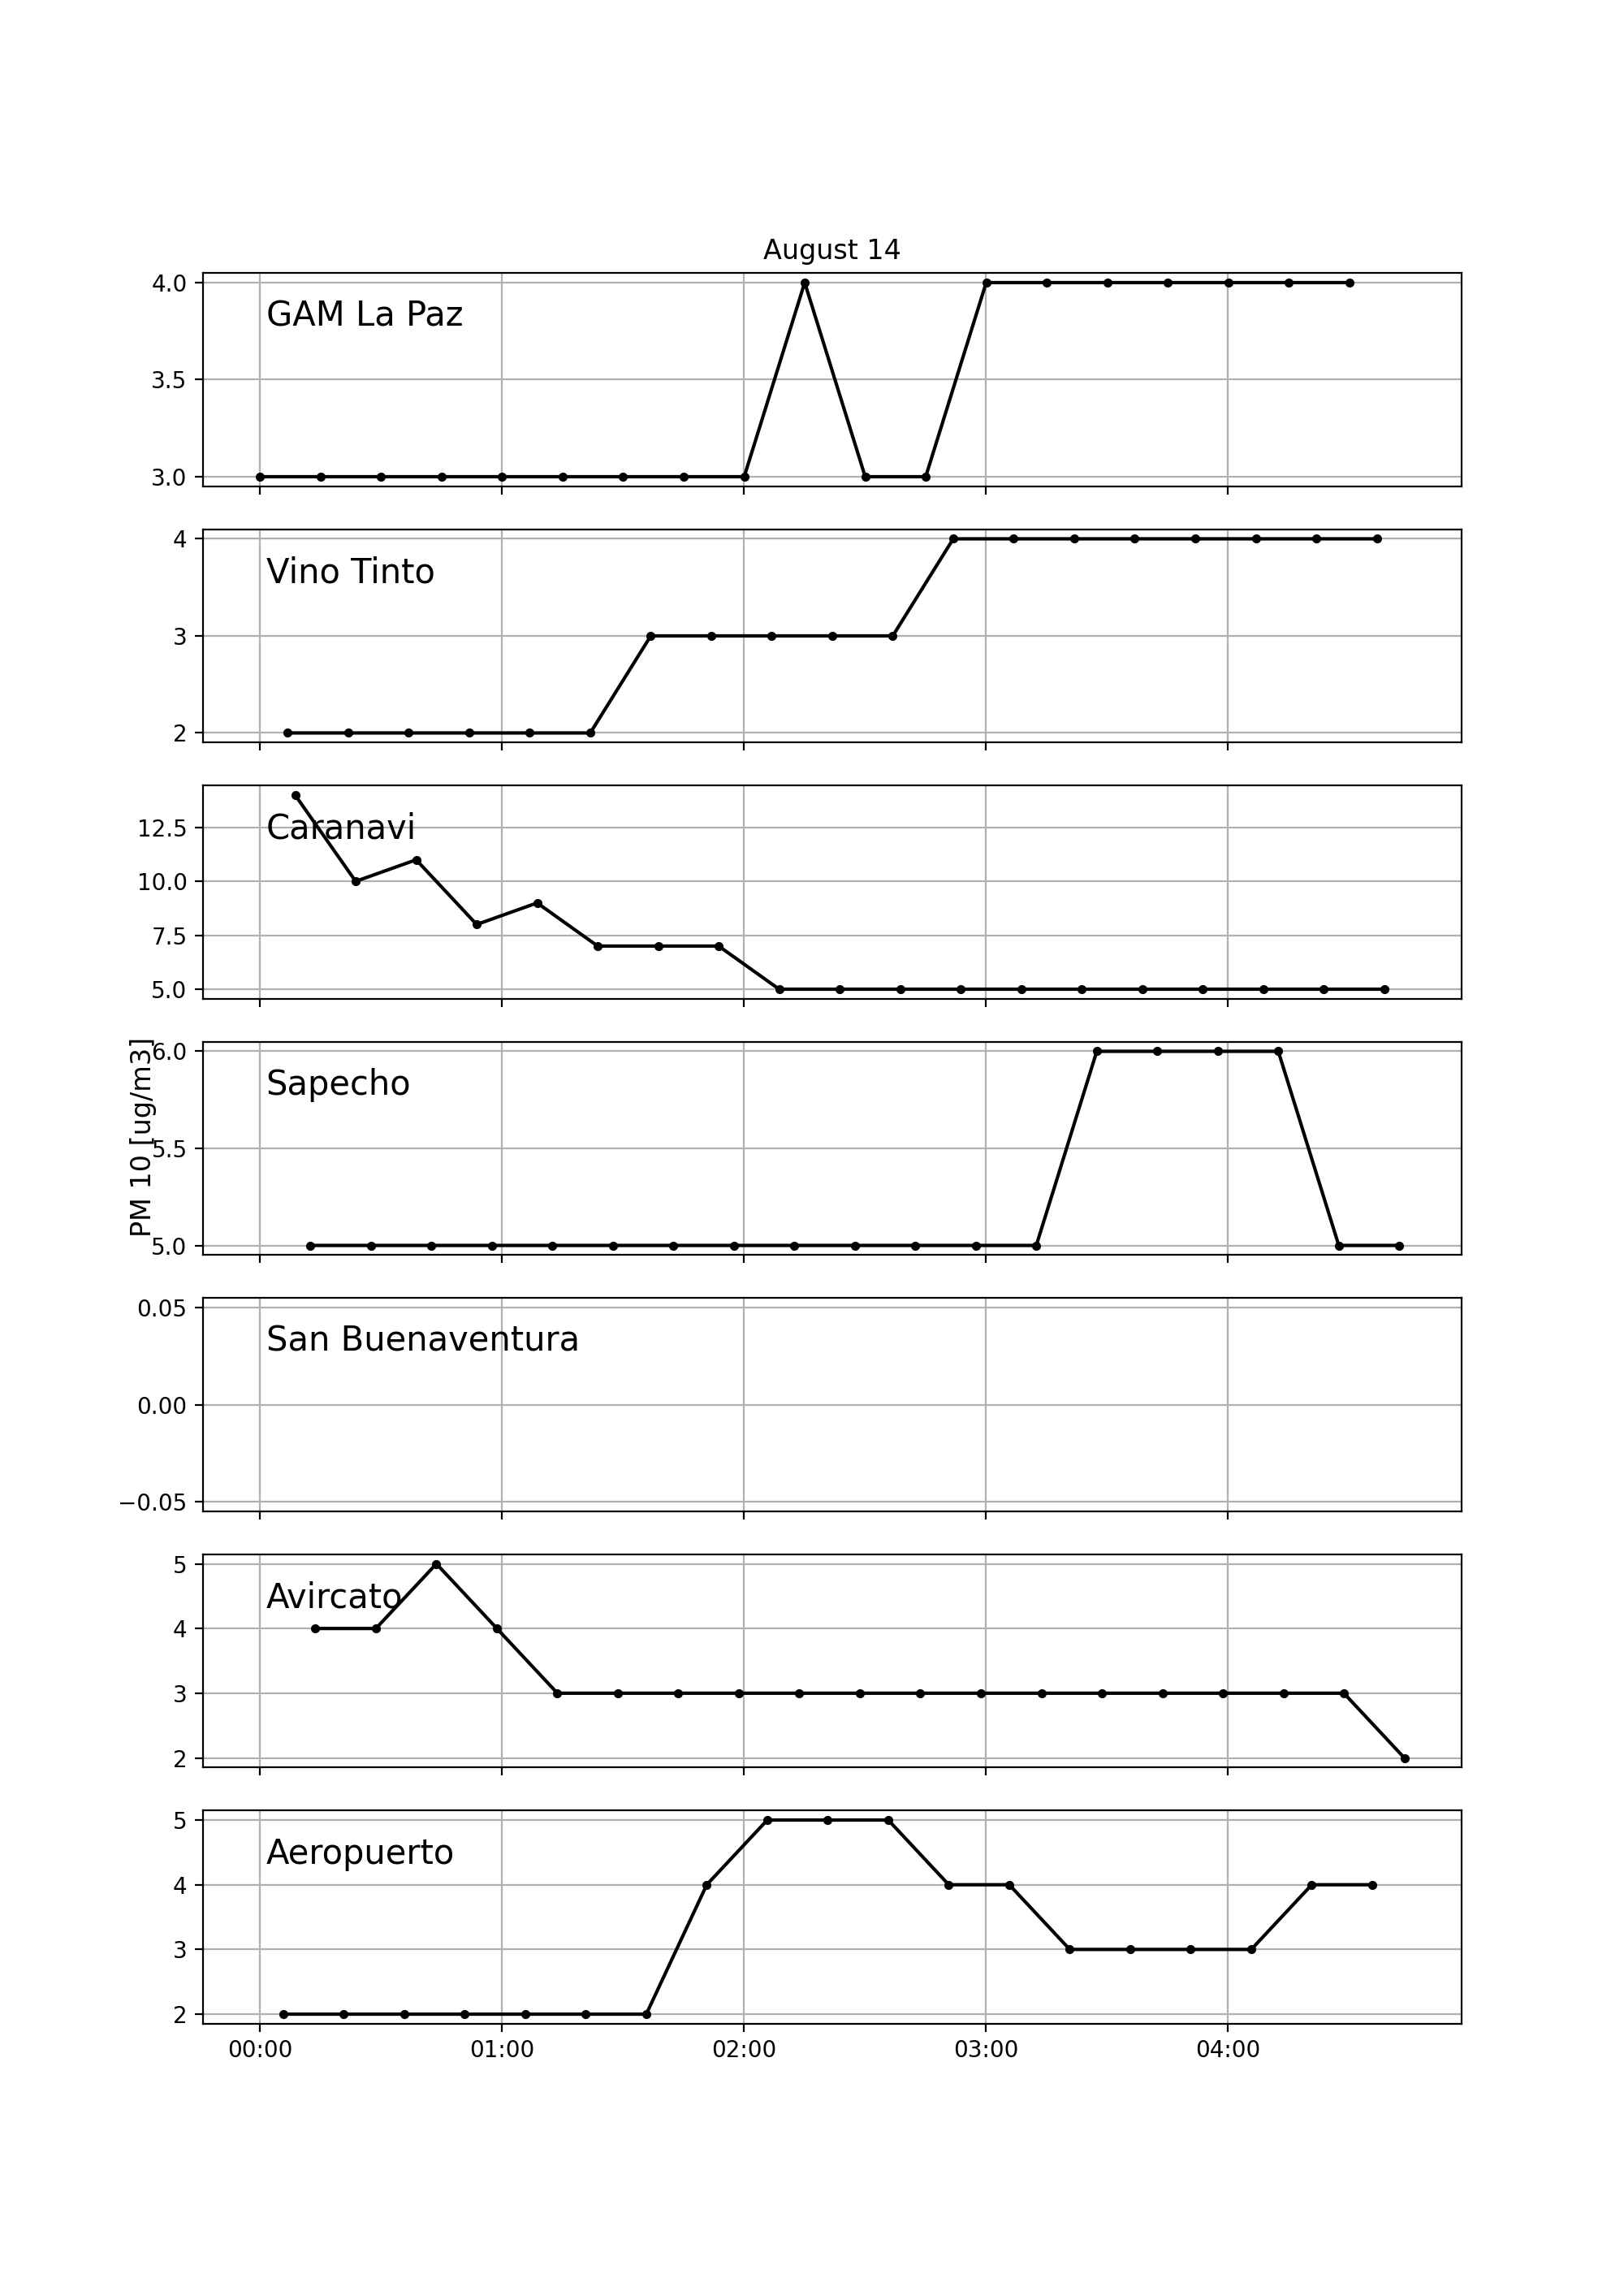 August 14
4.0
GAM La Paz
3.5
3.0
4
Vino Tinto
3
2
12.5
Caranavi
10.0
7.5
5.0
PM 10 [ug/m3]
6.0
Sapecho
5.5
5.0
0.05
San Buenaventura
0.00
−0.05
5
Avircato
4
3
2
5
Aeropuerto
4
3
2
00:00 01:00 02:00 03:00 04:00